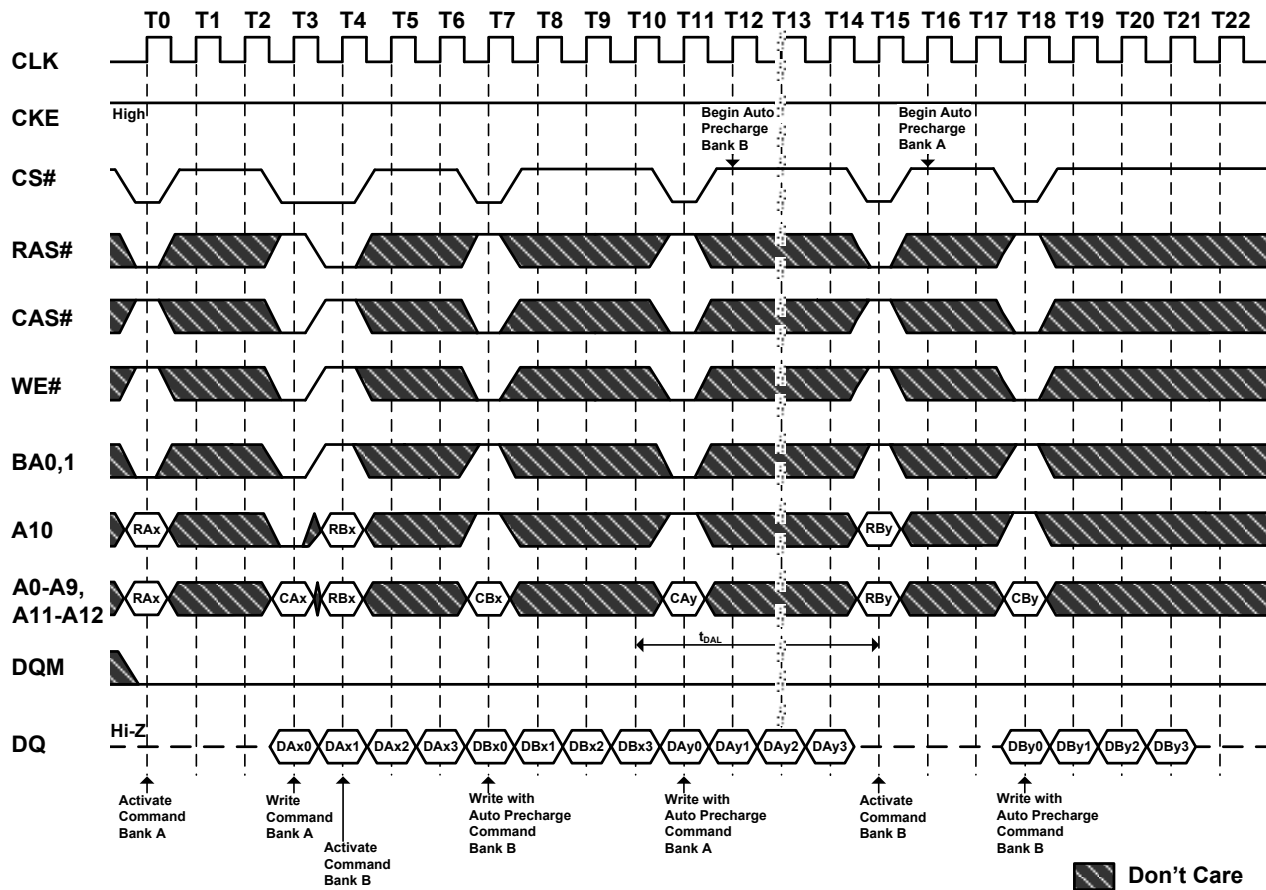 T0 T1 T2 T3 T4 T5 T6 T7 T8 T9 T10 T11 T12 T13 T14 T15 T16 T17 T18 T19 T20 T21 T22
CLK
CKE
High
Begin Auto
Precharge
Bank B
Begin Auto
Precharge
Bank A
CS#
RAS#
CAS#
WE#
BA0,1
A10
RAx RBx RBy
A0-A9,
A11-A12
RAx CAx RBx CBx CAy RBy CBy
tDAL
DQM
Hi-Z
DQ
DAx0 DAx1 DAx2 DAx3 DBx0 DBx1 DBx2 DBx3 DAy0 DAy1 DAy2 DAy3 DBy0 DBy1 DBy2 DBy3
Activate
Command
Bank A
Write
Command
Bank A
Activate
Command
Bank B
Write with
Auto Precharge
Command
Bank B
Write with
Auto Precharge
Command
Bank A
Activate
Command
Bank B
Write with
Auto Precharge
Command
Bank B
Don't Care